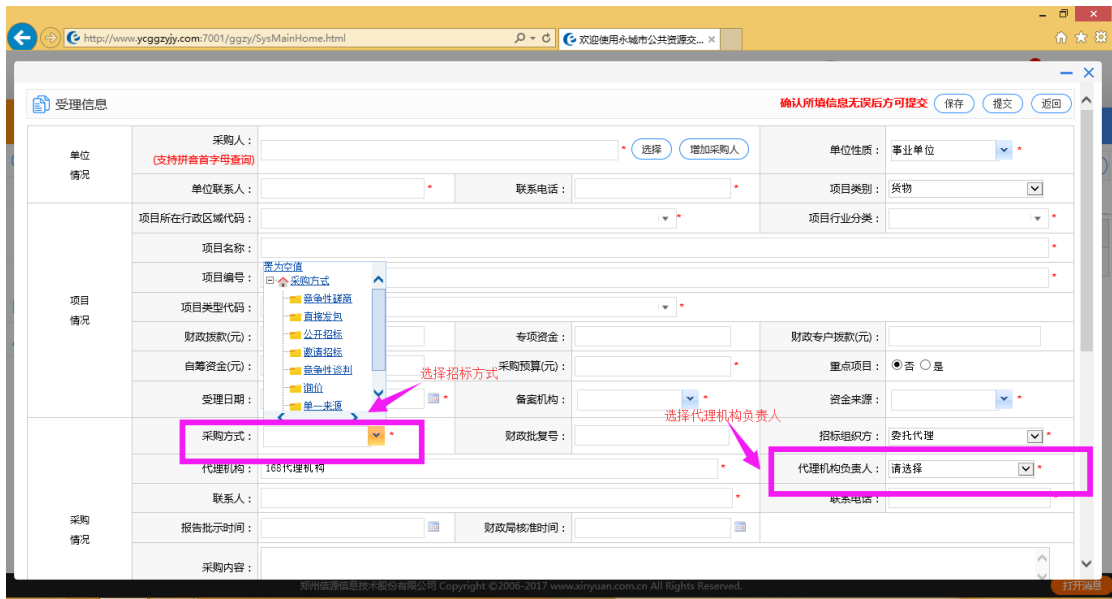 http://www.ycggzyjy.com:7001/ggzy/SysMainHome.html
欢迎使用永城市公共资源交...
受理信息
确认所填信息无误后方可提交 保存 提交 返回
单位情况
采购人：
(支持拼音首字母查询)
* 选择 增加采购人
单位性质： 事业单位 *
单位联系人： * 联系电话： * 项目类别： 货物
项目情况
项目所在行政区域代码： * 项目行业分类： *
项目名称： *
项目编号： *
置为空值
采购方式
竞争性磋商
直接发包
公开招标
邀请招标
竞争性谈判
询价
单一来源
项目类型代码： *
财政拨款(元)： 专项资金： 财政专户拨款(元)：
自筹资金(元)： 采购预算(元)： * 重点项目： 否 是
选择招标方式
受理日期： * 备案机构： * 资金来源： *
选择代理机构负责人
采购情况
采购方式： * 财政批复号： 招标组织方： 委托代理 *
代理机构： 168代理机构 * 代理机构负责人： 请选择 *
联系人： * 联系电话： *
报告批示时间： 财政局核准时间：
采购内容：
郑州信源信息技术股份有限公司 Copyright ©2006-2017 www.xinyuan.com.cn All Rights Reserved.
打开消息